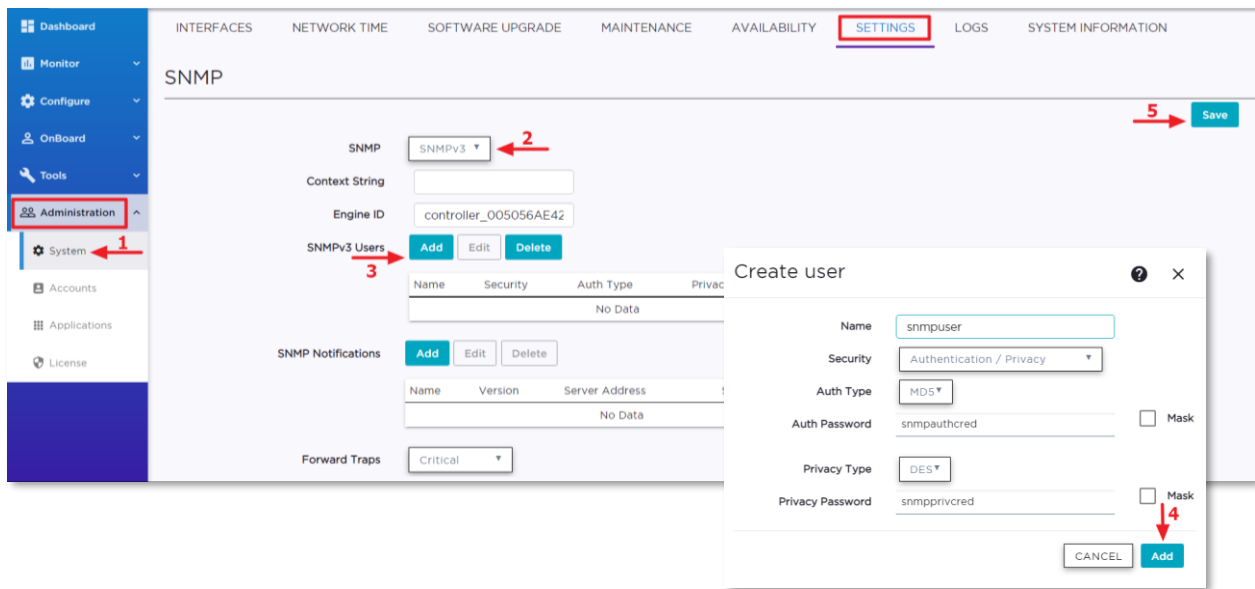 Dashboard
Monitor
Configure
OnBoard
Tools
Administration
System
1
Accounts
Applications
License
INTERFACES NETWORK TIME SOFTWARE UPGRADE MAINTENANCE AVAILABILITY SETTINGS LOGS SYSTEM INFORMATION
SNMP
5 Save
SNMP SNMPv3 2
Context String
Engine ID controller_005056AE42
SNMPv3 Users Add Edit Delete
3
Name Security Auth Type Privac
No Data
SNMP Notifications Add Edit Delete
Name Version Server Address
No Data
Forward Traps Critical
Create user ?
Name snmpuser
Security Authentication / Privacy
Auth Type MD5
Auth Password snmpauthcred Mask
Privacy Type DES
Privacy Password snmpprivcred Mask
4
CANCEL Add